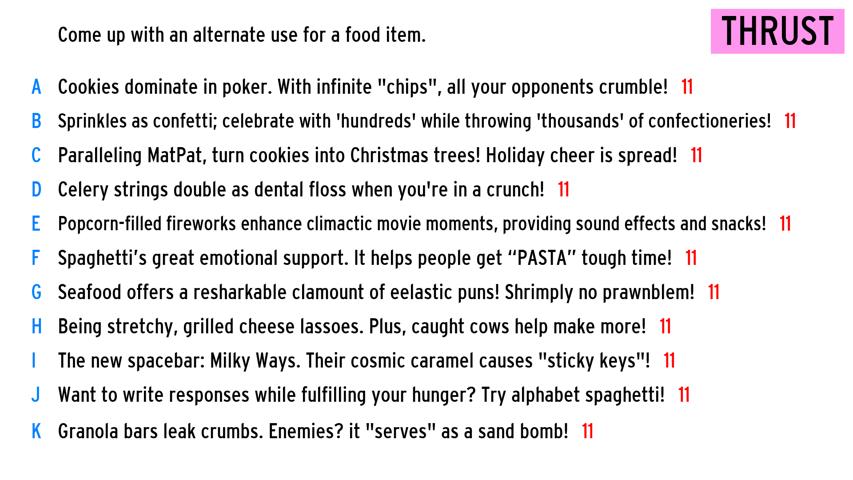 Come up with an alternate use for a food item.
THRUST
A Cookies dominate in poker. With infinite "chips", all your opponents crumble! 11
B Sprinkles as confetti; celebrate with 'hundreds' while throwing 'thousands' of confectioneries! 11
C Paralleling MatPat, turn cookies into Christmas trees! Holiday cheer is spread! 11
D Celery strings double as dental floss when you're in a crunch! 11
E Popcorn-filled fireworks enhance climactic movie moments, providing sound effects and snacks! 11
F Spaghetti’s great emotional support. It helps people get “PASTA” tough time! 11
G Seafood offers a resharkable clamount of eelastic puns! Shrimply no prawnblem! 11
H Being stretchy, grilled cheese lassoes. Plus, caught cows help make more! 11
I The new spacebar: Milky Ways. Their cosmic caramel causes "sticky keys"! 11
J Want to write responses while fulfilling your hunger? Try alphabet spaghetti! 11
K Granola bars leak crumbs. Enemies? it "serves" as a sand bomb! 11